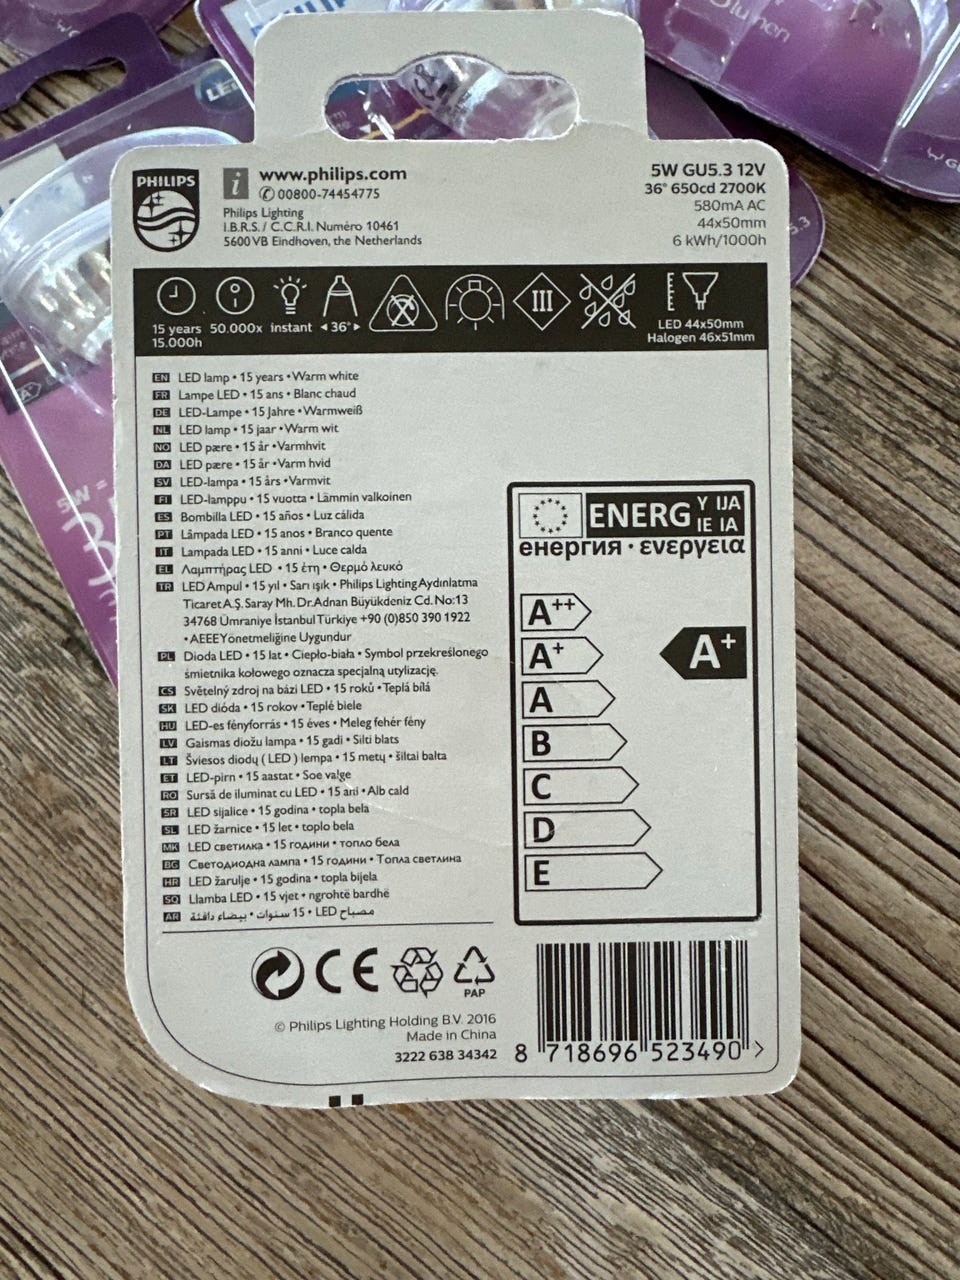 PHILIPS
i
www.philips.com
✆ 00800-74454775
Philips Lighting
I.B.R.S. / C.C.R.I. Numéro 10461
5600 VB Eindhoven, the Netherlands
5W GU5.3 12V
36° 650cd 2700K
580mA AC
44x50mm
6 kWh/1000h
15 years
15.000h
50.000x
instant
◄36°►
III
LED 44x50mm
Halogen 46x51mm
EN LED lamp • 15 years • Warm white
FR Lampe LED • 15 ans • Blanc chaud
DE LED-Lampe • 15 Jahre • Warmweiß
NL LED lamp • 15 jaar • Warm wit
NO LED pære • 15 år • Varmhvit
DA LED pære • 15 år • Varm hvid
SV LED-lampa • 15 års • Varmvit
FI LED-lamppu • 15 vuotta • Lämmin valkoinen
ES Bombilla LED • 15 años • Luz cálida
PT Lâmpada LED • 15 anos • Branco quente
IT Lampada LED • 15 anni • Luce calda
EL Λαμπτήρας LED • 15 έτη • Θερμό λευκό
TR LED Ampul • 15 yıl • Sarı ışık • Philips Lighting Aydınlatma
Ticaret A.Ş. Saray Mh. Dr. Adnan Büyükdeniz Cd. No:13
34768 Ümraniye İstanbul Türkiye +90 (0)850 390 1922
• AEEE Yönetmeliğine Uygundur
PL Dioda LED • 15 lat • Ciepło-biała • Symbol przekreślonego
śmietnika kołowego oznacza specjalną utylizację.
CS Světelný zdroj na bázi LED • 15 roků • Teplá bílá
SK LED dióda • 15 rokov • Teplé biele
HU LED-es fényforrás • 15 éves • Meleg fehér fény
LV Gaismas diožu lampa • 15 gadi • Silti balts
LT Šviesos diodų ( LED ) lempa • 15 metų • šiltai balta
ET LED-pirn • 15 aastat • Soe valge
RO Sursă de iluminat cu LED • 15 ani • Alb cald
SR LED sijalice • 15 godina • topla bela
SL LED žarnice • 15 let • toplo bela
MK LED светилка • 15 години • топло бела
BG Светодиодна лампа • 15 години • Топла светлина
HR LED žarulje • 15 godina • topla bijela
SQ Llamba LED • 15 vjet • ngrohtë bardhë
AR مصباح LED • 15 سنوات • بيضاء دافئة
ENERG Y IJA
IE IA
енергия · ενεργεια
A++
A+
A+
A
B
C
D
E
CE
PAP
© Philips Lighting Holding B.V. 2016
Made in China
3222 638 34342
8 718696 523490 >